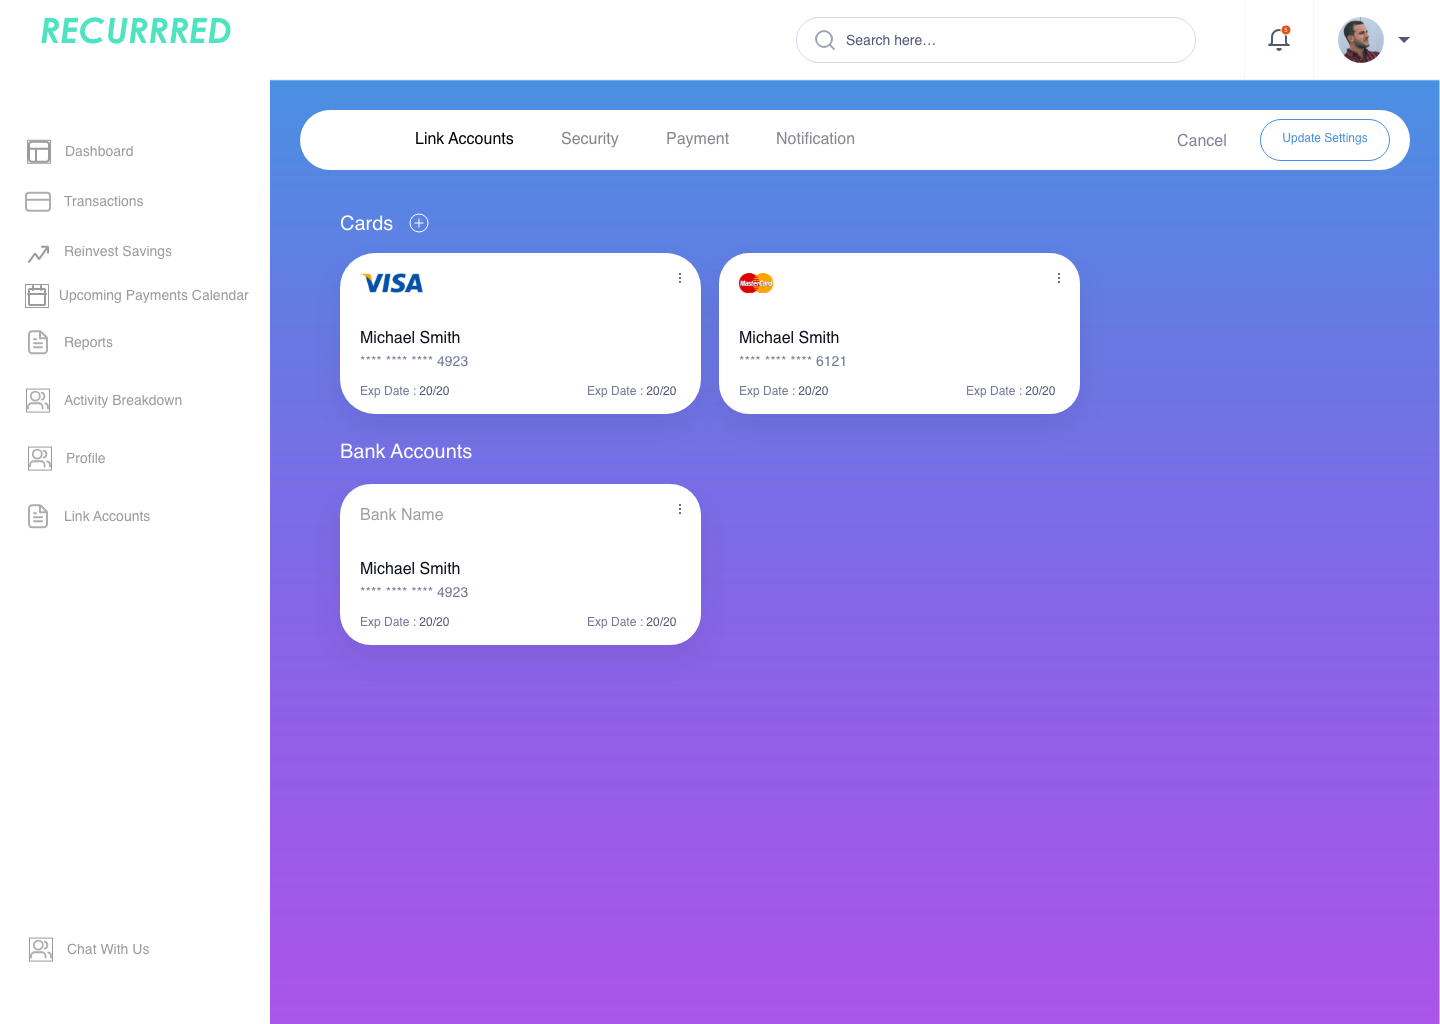 RECURRRED
Search here...
Dashboard
Transactions
Reinvest Savings
Upcoming Payments Calendar
Reports
Activity Breakdown
Profile
Link Accounts
Chat With Us
Link Accounts Security Payment Notification Cancel Update Settings
Cards
VISA
Michael Smith
**** **** **** 4923
Exp Date : 20/20 Exp Date : 20/20
MasterCard
Michael Smith
**** **** **** 6121
Exp Date : 20/20 Exp Date : 20/20
Bank Accounts
Bank Name
Michael Smith
**** **** **** 4923
Exp Date : 20/20 Exp Date : 20/20